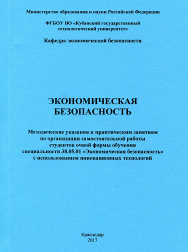 Министерство образования и науки Российской Федерации
ФГБОУ ВО «Кубанский государственный
технологический университет»
Кафедра экономической безопасности
ЭКОНОМИЧЕСКАЯ
БЕЗОПАСНОСТЬ
Методические указания к практическим занятиям
по организации самостоятельной работы
студентов очной формы обучения
специальности 38.05.01 «Экономическая безопасность»
с использованием инновационных технологий
Краснодар
2017